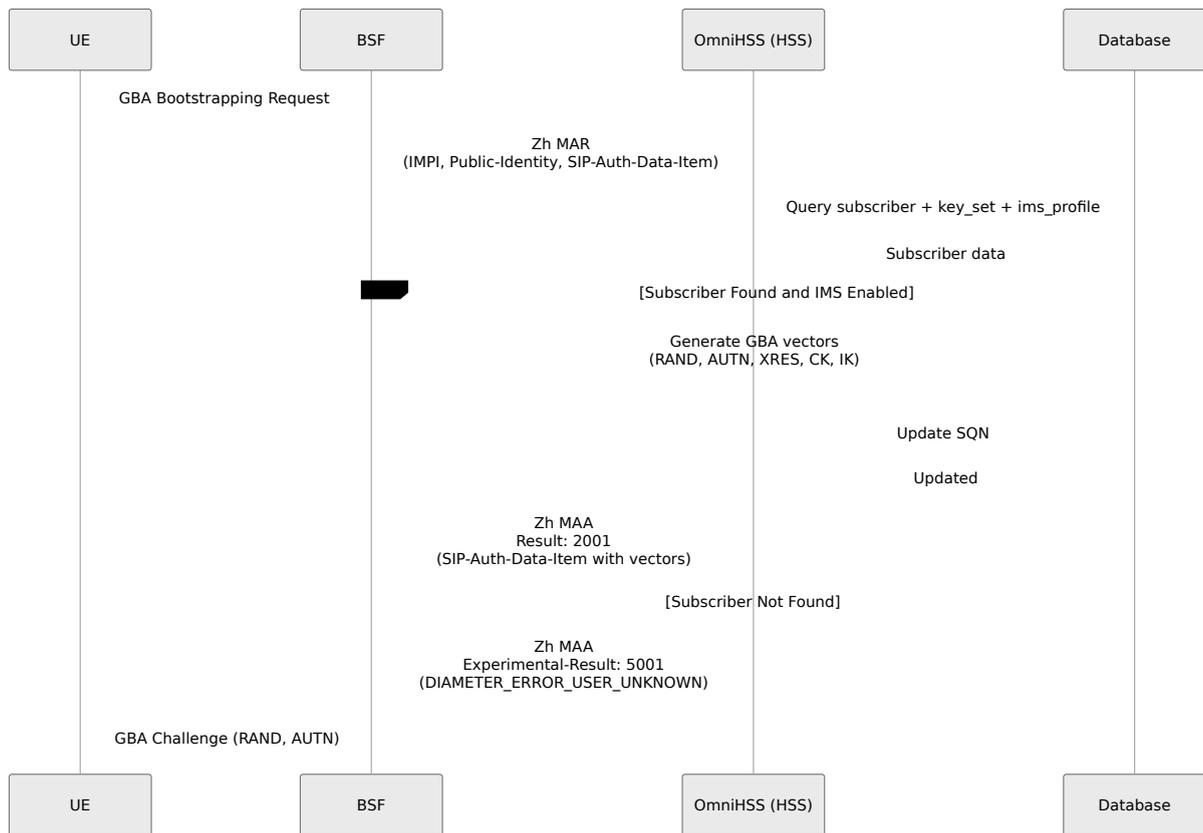 UE
BSF
OmniHSS (HSS)
Database
GBA Bootstrapping Request
Zh MAR
(IMPI, Public-Identity, SIP-Auth-Data-Item)
Query subscriber + key_set + ims_profile
Subscriber data
[Subscriber Found and IMS Enabled]
Generate GBA vectors
(RAND, AUTN, XRES, CK, IK)
Update SQN
Updated
Zh MAA
Result: 2001
(SIP-Auth-Data-Item with vectors)
[Subscriber Not Found]
Zh MAA
Experimental-Result: 5001
(DIAMETER_ERROR_USER_UNKNOWN)
GBA Challenge (RAND, AUTN)
UE
BSF
OmniHSS (HSS)
Database